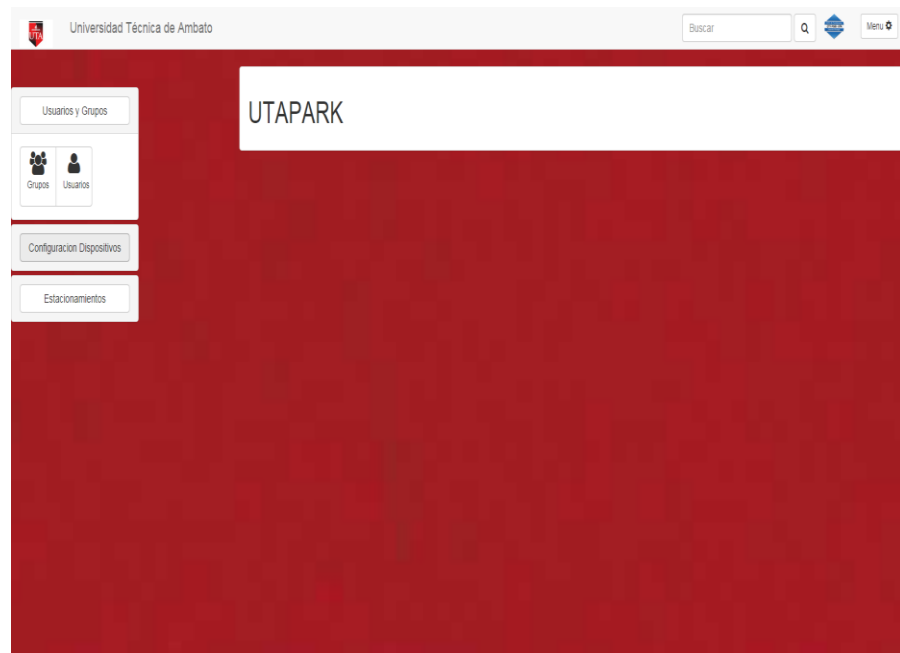 UTA
Universidad Técnica de Ambato
Buscar
Menu
UTAPARK
Usuarios y Grupos
Grupos Usuarios
Configuracion Dispositivos
Estacionamientos